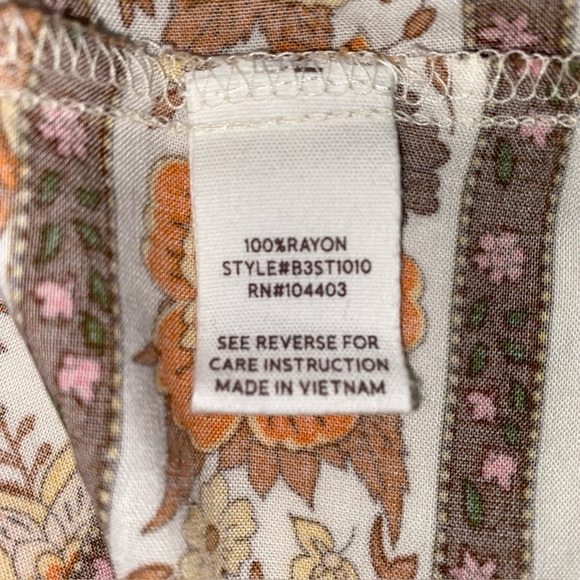 100%RAYON
STYLE#B3ST1010
RN#104403
SEE REVERSE FOR
CARE INSTRUCTION
MADE IN VIETNAM